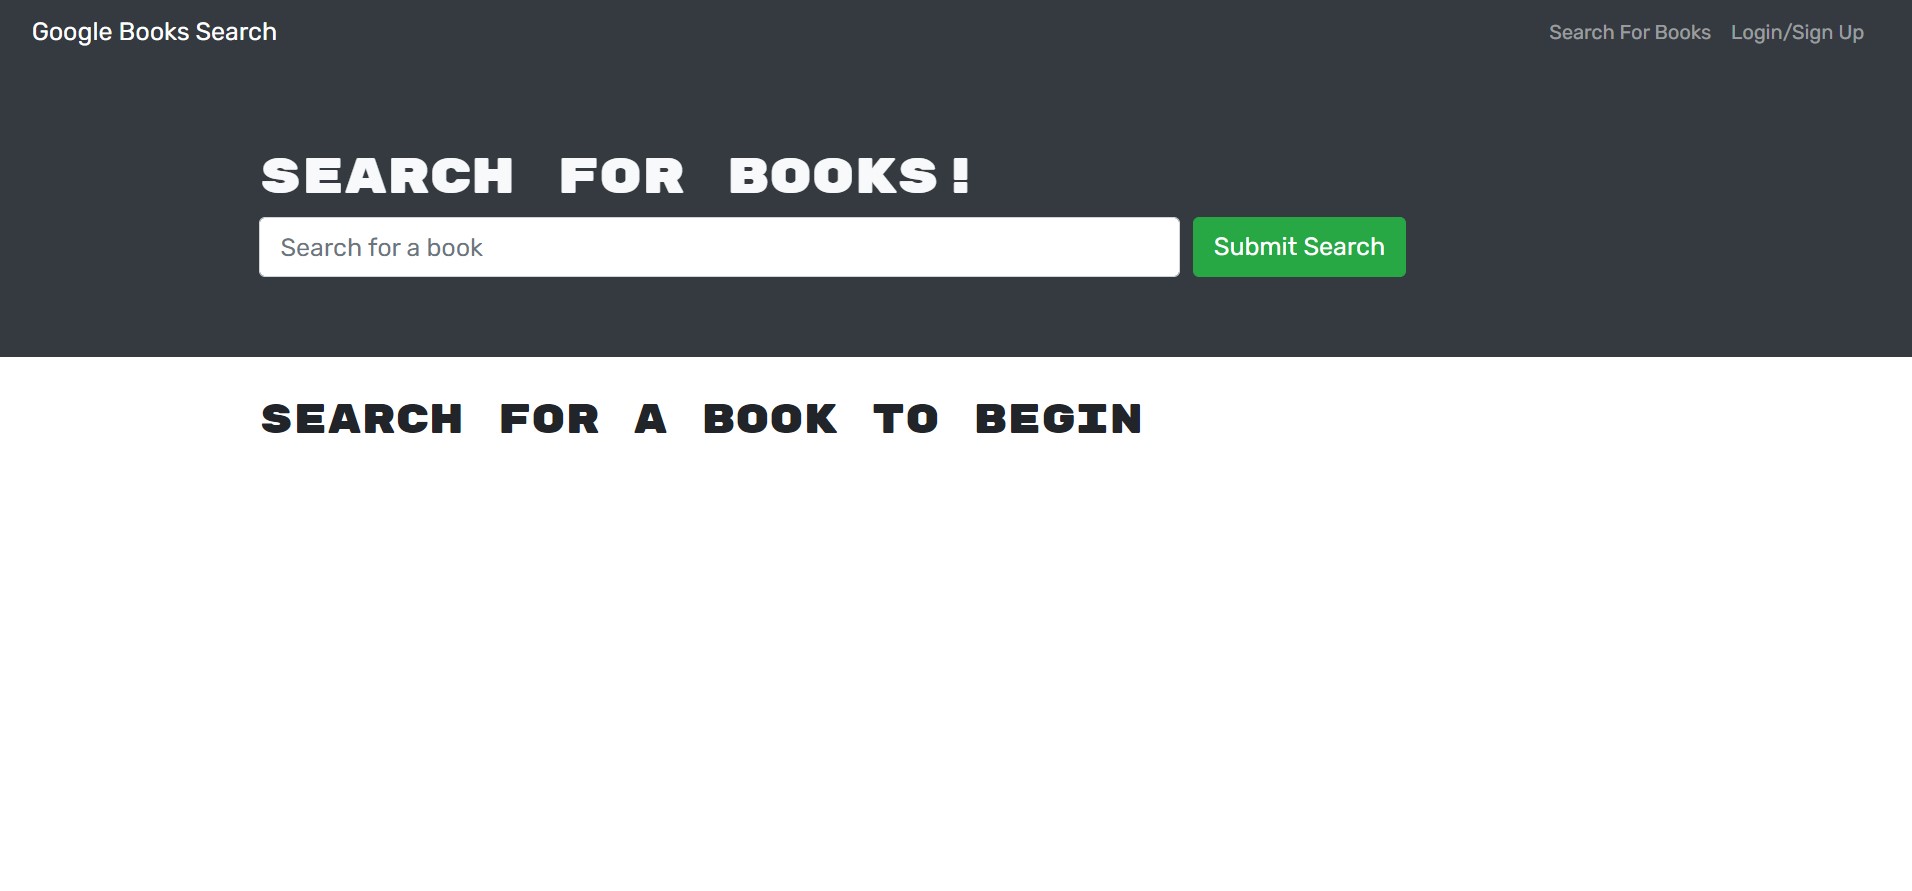 Google Books Search
Search For Books
Login/Sign Up
SEARCH FOR BOOKS!
Search for a book
Submit Search
SEARCH FOR A BOOK TO BEGIN